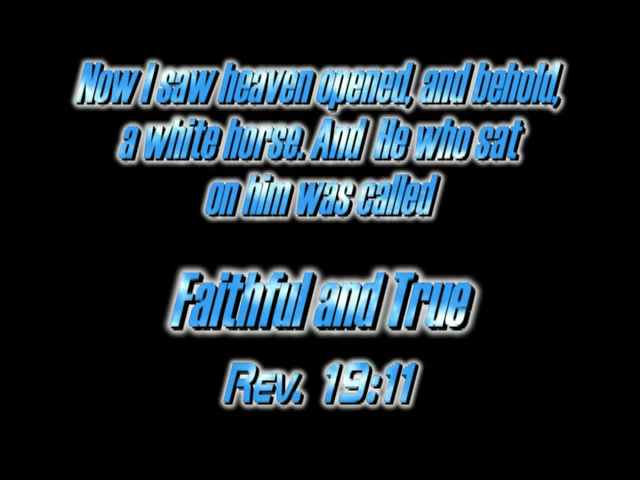 Now I saw heaven opened, and behold,
a white horse. And He who sat
on him was called
Faithful and True
Rev. 19:11